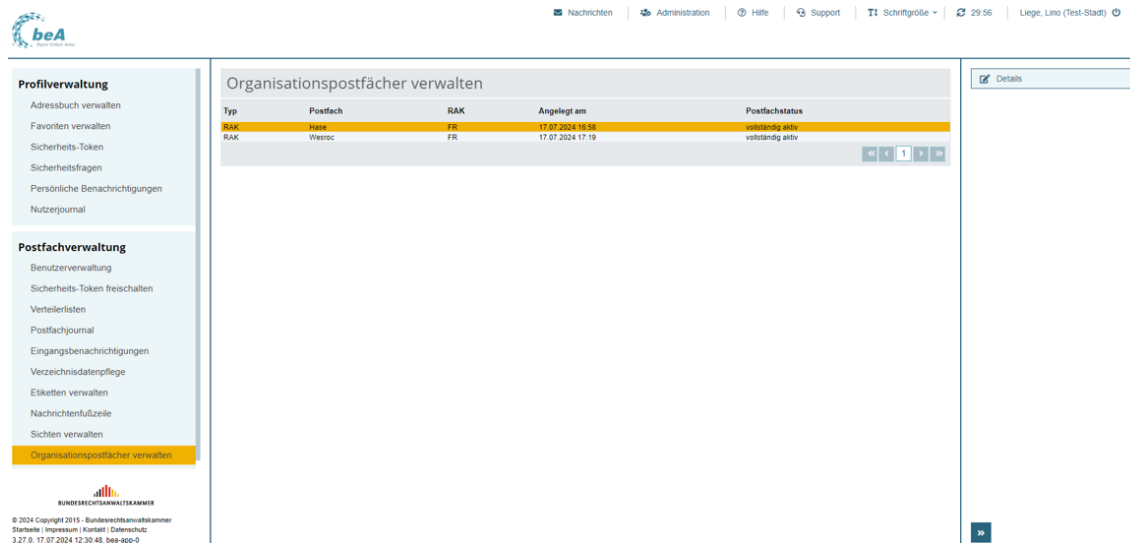 Nachrichten Administration Hilfe Support Schriftgröße 29:56 Liege, Lino (Test-Stadt)
beA
Digital. Einfach. Sicher.
Profilverwaltung
Adressbuch verwalten
Favoriten verwalten
Sicherheits-Token
Sicherheitsfragen
Persönliche Benachrichtigungen
Nutzerjournal
Postfachverwaltung
Benutzerverwaltung
Sicherheits-Token freischalten
Verteilerlisten
Postfachjournal
Eingangsbenachrichtigungen
Verzeichnisdatenpflege
Etiketten verwalten
Nachrichtenfußzeile
Sichten verwalten
Organisationspostfächer verwalten
BUNDESRECHTSANWALTSKAMMER
© 2024 Copyright 2015 - Bundesrechtsanwaltskammer
Startseite | Impressum | Kontakt | Datenschutz
3.27.0, 17.07.2024 12:30:48, bea-app-0
Organisationspostfächer verwalten
Typ Postfach RAK Angelegt am Postfachstatus
RAK Hase FR 17.07.2024 16:58 vollständig aktiv
RAK Wesroc FR 17.07.2024 17:19 vollständig aktiv
« ‹ 1 › »
Details
»